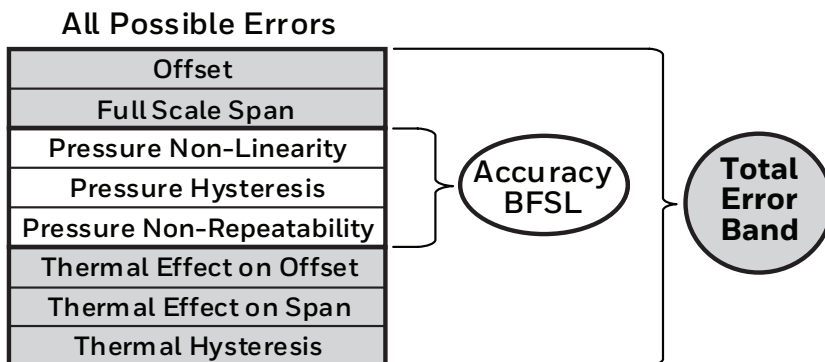 All Possible Errors
Offset
Full Scale Span
Pressure Non-Linearity
Pressure Hysteresis
Pressure Non-Repeatability
Thermal Effect on Offset
Thermal Effect on Span
Thermal Hysteresis
Accuracy
BFSL
Total
Error
Band